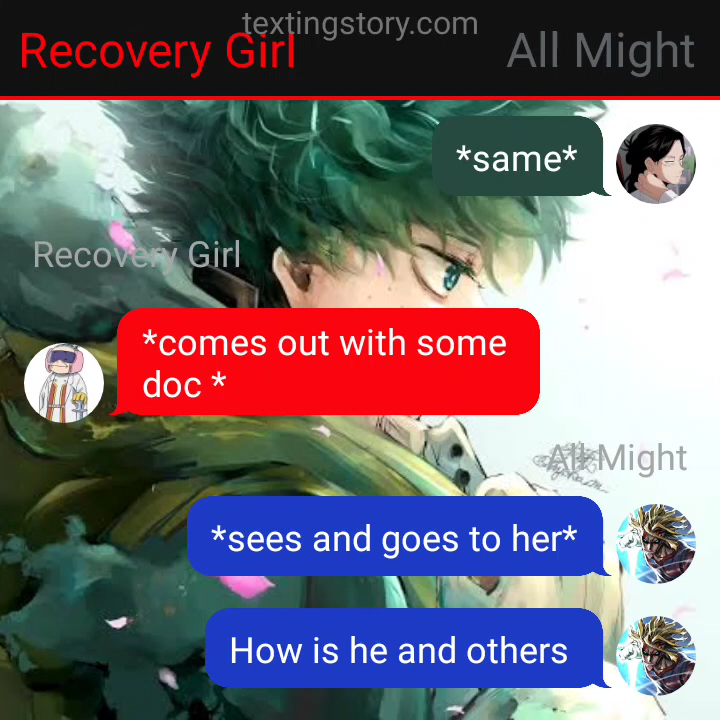 textingstory.com
Recovery Girl
All Might
*same*
Recovery Girl
*comes out with some
doc *
All Might
*sees and goes to her*
How is he and others